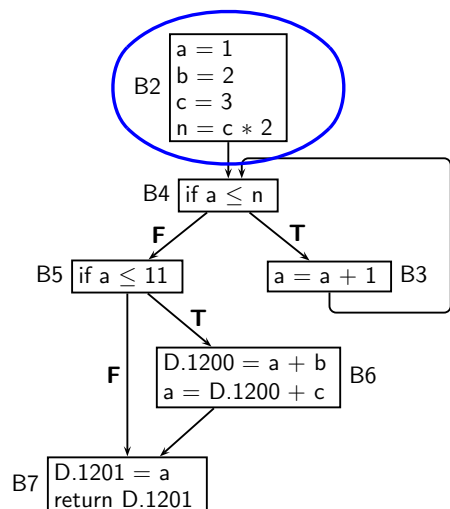 B2
a = 1
b = 2
c = 3
n = c ∗ 2
B4
if a ≤ n
F
T
B5
if a ≤ 11
a = a + 1
B3
T
F
D.1200 = a + b
a = D.1200 + c
B6
B7
D.1201 = a
return D.1201